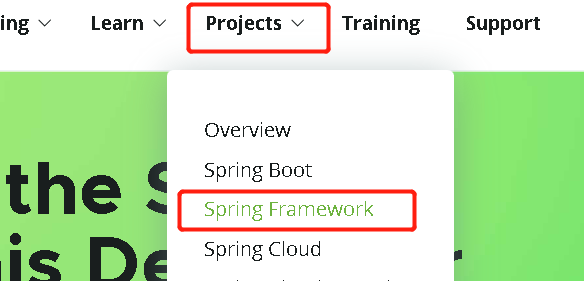 ing Learn Projects Training Support
Overview
Spring Boot
the S
Spring Framework
Spring Cloud
is De r